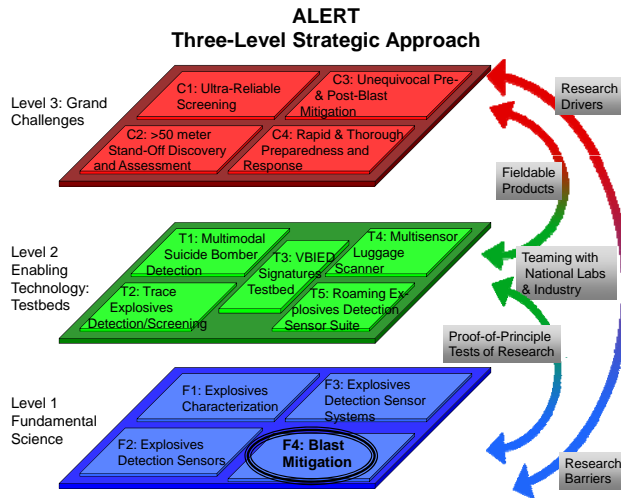 ALERT
Three-Level Strategic Approach
Level 3: Grand
Challenges
C1: Ultra-Reliable
Screening
C3: Unequivocal Pre-
& Post-Blast
Mitigation
C2: >50 meter
Stand-Off Discovery
and Assessment
C4: Rapid & Thorough
Preparedness and
Response
Research
Drivers
Fieldable
Products
Level 2
Enabling
Technology:
Testbeds
T1: Multimodal
Suicide Bomber
Detection
T3: VBIED
Signatures
Testbed
T4: Multisensor
Luggage
Scanner
T2: Trace
Explosives
Detection/Screening
T5: Roaming Ex-
plosives Detection
Sensor Suite
Teaming with
National Labs
& Industry
Proof-of-Principle
Tests of Research
Level 1
Fundamental
Science
F1: Explosives
Characterization
F3: Explosives
Detection Sensor
Systems
F2: Explosives
Detection Sensors
F4: Blast
Mitigation
Research
Barriers